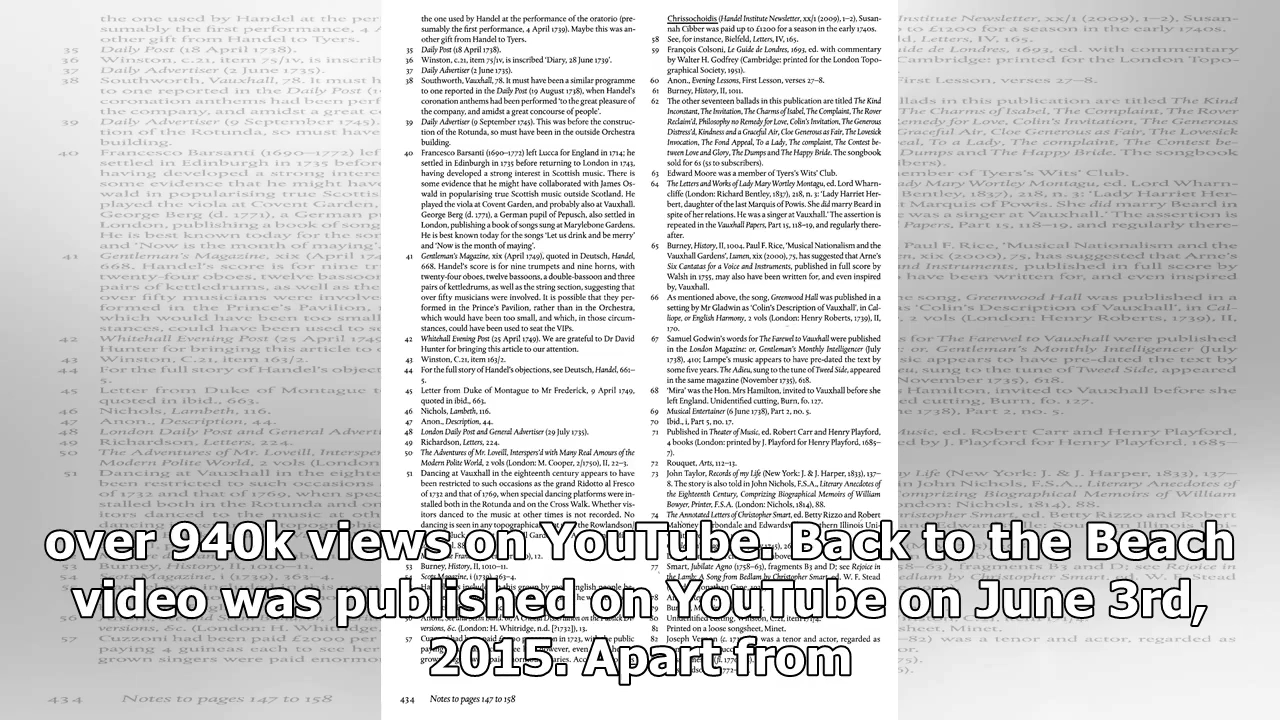 the one used by Handel at the performance of the oratorio (pre-
sumably the first performance, 4 April 1739). Maybe this was an-
other gift from Handel to Tyers.
35 Daily Post (18 April 1738).
36 Winston, c.21, item 75/iv, is inscribed 'Diary, 28 June 1739'.
37 Daily Advertiser (2 June 1735).
38 Southworth, Vauxhall, 78. It must have been a similar programme
to one reported in the Daily Post (19 August 1738), when Handel's
coronation anthems had been performed 'to the great pleasure of
the company, and amidst a great concourse of people'.
39 Daily Advertiser (9 September 1745). This was before the construc-
tion of the Rotunda, so must have been in the outside Orchestra
building.
40 Francesco Barsanti (1690–1772) left Lucca for England in 1714; he
settled in Edinburgh in 1735 before returning to London in 1743,
having developed a strong interest in Scottish music. There is
some evidence that he might have collaborated with James Os-
wald in popularising true Scottish music outside Scotland. He
played the viola at Covent Garden, and probably also at Vauxhall.
George Berg (d. 1771), a German pupil of Pepusch, also settled in
London, publishing a book of songs sung at Marylebone Gardens.
He is best known today for the songs 'Let us drink and be merry'
and 'Now is the month of maying'.
41 Gentleman's Magazine, xix (April 1749), quoted in Deutsch, Handel,
668. Handel's score is for nine trumpets and nine horns, with
twenty-four oboes, twelve bassoons, a double-bassoon and three
pairs of kettledrums, as well as the string section, suggesting that
over fifty musicians were involved. It is possible that they per-
formed in the Prince's Pavilion, rather than in the Orchestra,
which would have been too small, and which, in those circum-
stances, could have been used to seat the VIPs.
42 Whitehall Evening Post (25 April 1749). We are grateful to Dr David
Hunter for bringing this article to our attention.
43 Winston, C.21, item 163/2.
44 For the full story of Handel's objections, see Deutsch, Handel, 661–
5.
45 Letter from Duke of Montague to Mr Frederick, 9 April 1749,
quoted in ibid., 663.
46 Nichols, Lambeth, 116.
47 Anon., Description, 44.
48 London Daily Post and General Advertiser (29 July 1735).
49 Richardson, Letters, 224.
50 The Adventures of Mr. Loveill, Interspers'd with Many Real Amours of the
Modern Polite World, 2 vols (London: M. Cooper, 2/1750), II, 22–3.
51 Dancing at Vauxhall in the eighteenth century appears to have
been restricted to such occasions as the grand Ridotto al Fresco
of 1732 and that of 1769, when special dancing platforms were in-
stalled both in the Rotunda and on the Cross Walk. Whether vis-
itors danced to the music at other times is not recorded. No
53 Burney, History, II, 1010–11.
434 Notes to pages 147 to 158
Chrissochoidis (Handel Institute Newsletter, xx/1 (2009), 1–2), Susan-
nah Cibber was paid up to £1200 for a season in the early 1740s.
58 See, for instance, Bielfeld, Letters, IV, 165.
59 François Colsoni, Le Guide de Londres, 1693, ed. with commentary
by Walter H. Godfrey (Cambridge: printed for the London Topo-
graphical Society, 1951).
60 Anon., Evening Lessons, First Lesson, verses 27–8.
61 Burney, History, II, 1011.
62 The other seventeen ballads in this publication are titled The Kind
Inconstant, The Invitation, The Charms of Isabel, The Complaint, The Rover
Reclaim'd, Philosophy no Remedy for Love, Colin's Invitation, The Generous
Distress'd, Kindness and a Graceful Air, Cloe Generous as Fair, The Lovesick
Invocation, The Fond Appeal, To a Lady, The complaint, The Contest be-
tween Love and Glory, The Dumps and The Happy Bride. The songbook
sold for 6s (5s to subscribers).
63 Edward Moore was a member of Tyers's Wits' Club.
64 The Letters and Works of Lady Mary Wortley Montagu, ed. Lord Wharn-
cliffe (London: Richard Bentley, 1837), 218, n. 3: 'Lady Harriet Her-
bert, daughter of the last Marquis of Powis. She did marry Beard in
spite of her relations. He was a singer at Vauxhall.' The assertion is
repeated in the Vauxhall Papers, Part 15, 118–19, and regularly there-
after.
65 Burney, History, II, 1004. Paul F. Rice, 'Musical Nationalism and the
Vauxhall Gardens', Lumen, xix (2000), 75, has suggested that Arne's
Six Cantatas for a Voice and Instruments, published in full score by
Walsh in 1755, may also have been written for, and even inspired
by, Vauxhall.
66 As mentioned above, the song, Greenwood Hall was published in a
setting by Mr Gladwin as 'Colin's Description of Vauxhall', in Cal-
liope, or English Harmony, 2 vols (London: Henry Roberts, 1739), II,
170.
67 Samuel Godwin's words for The Farewel to Vauxhall were published
in the London Magazine: or, Gentleman's Monthly Intelligencer (July
1738), 410; Lampe's music appears to have pre-dated the text by
some five years. The Adieu, sung to the tune of Tweed Side, appeared
in the same magazine (November 1735), 618.
68 'Mira' was the Hon. Mrs Hamilton, invited to Vauxhall before she
left England. Unidentified cutting, Burn, fo. 127.
69 Musical Entertainer (6 June 1738), Part 2, no. 5.
70 Ibid., i, Part 5, no. 17.
71 Published in Theater of Music, ed. Robert Carr and Henry Playford,
4 books (London: printed by J. Playford for Henry Playford, 1685–
7).
72 Rouquet, Arts, 112–13.
73 John Taylor, Records of my Life (New York: J. & J. Harper, 1833), 137–
8. The story is also told in John Nichols, F.S.A., Literary Anecdotes of
the Eighteenth Century, Comprizing Biographical Memoirs of William
Bowyer, Printer, F.S.A. (London: Nichols, 1814), 88.
74 The Annotated Letters of Christopher Smart, ed. Betty Rizzo and Robert
over 940k views on YouTube. Back to the Beach
video was published on YouTube on June 3rd,
2015. Apart from